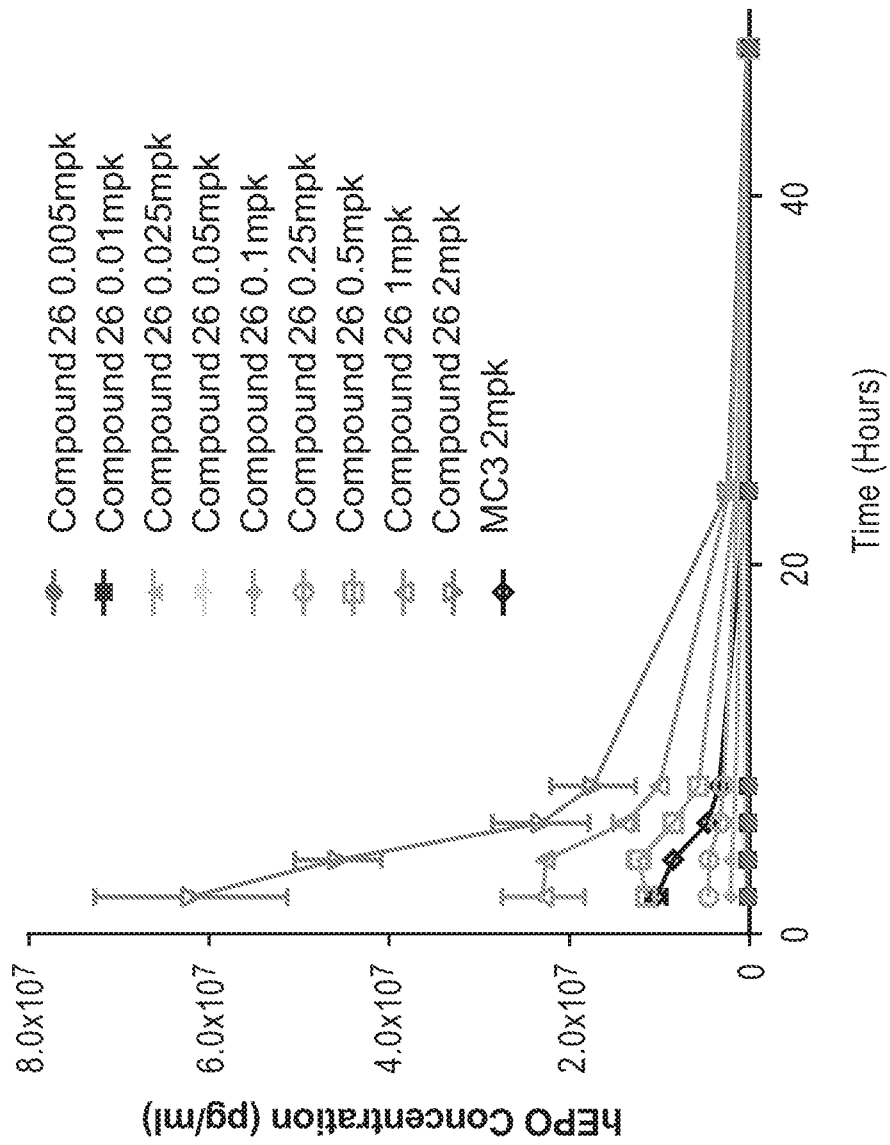 hEPO Concentration (pg/ml)
8.0x10⁷
6.0x10⁷
4.0x10⁷
2.0x10⁷
0
Compound 26 0.005mpk
Compound 26 0.01mpk
Compound 26 0.025mpk
Compound 26 0.05mpk
Compound 26 0.1mpk
Compound 26 0.25mpk
Compound 26 0.5mpk
Compound 26 1mpk
Compound 26 2mpk
MC3 2mpk
0
20
40
Time (Hours)